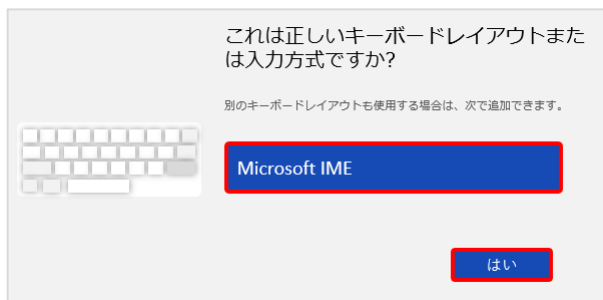 これは正しいキーボードレイアウトまた
は入力方式ですか?
別のキーボードレイアウトも使用する場合は、次で追加できます。
Microsoft IME
はい